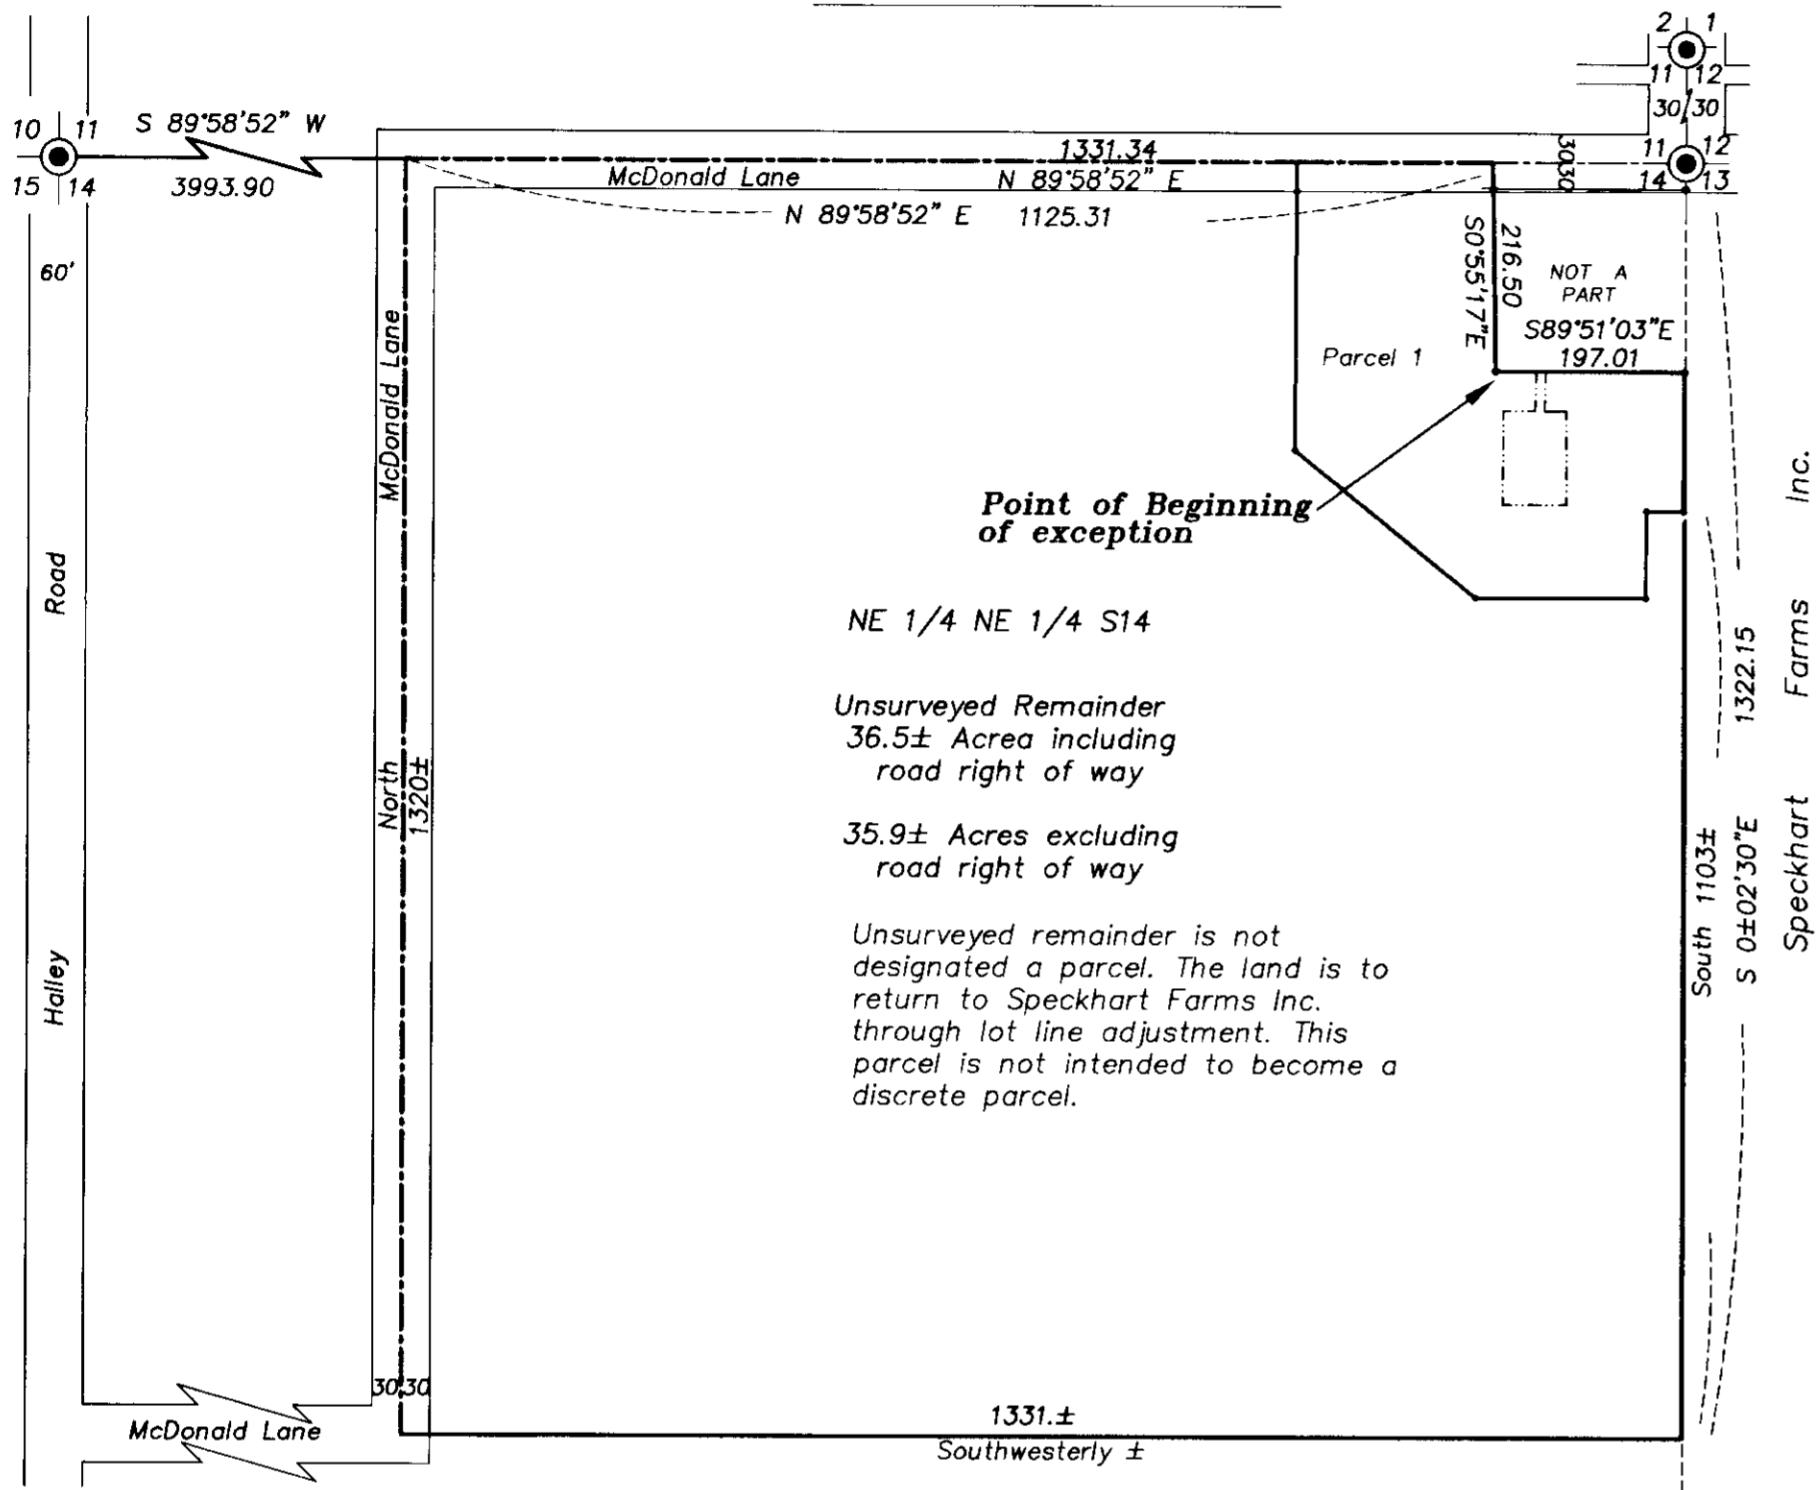 2 1
11 12
30 30
10 11
15 14
S 89°58'52" W
3993.90
1331.34
McDonald Lane
N 89°58'52" E
N 89°58'52" E 1125.31
3030
11 12
14 13
60'
216.50
S0°55'17"E
NOT A
PART
S89°51'03"E
197.01
Parcel 1
McDonald Lane
Point of Beginning
of exception
Halley Road
NE 1/4 NE 1/4 S14
Unsurveyed Remainder
36.5± Acrea including
road right of way
35.9± Acres excluding
road right of way
North
1320±
Unsurveyed remainder is not
designated a parcel. The land is to
return to Speckhart Farms Inc.
through lot line adjustment. This
parcel is not intended to become a
discrete parcel.
South 1103±
S 0±02'30"E 1322.15
Speckhart Farms Inc.
3030
McDonald Lane
1331.±
Southwesterly ±